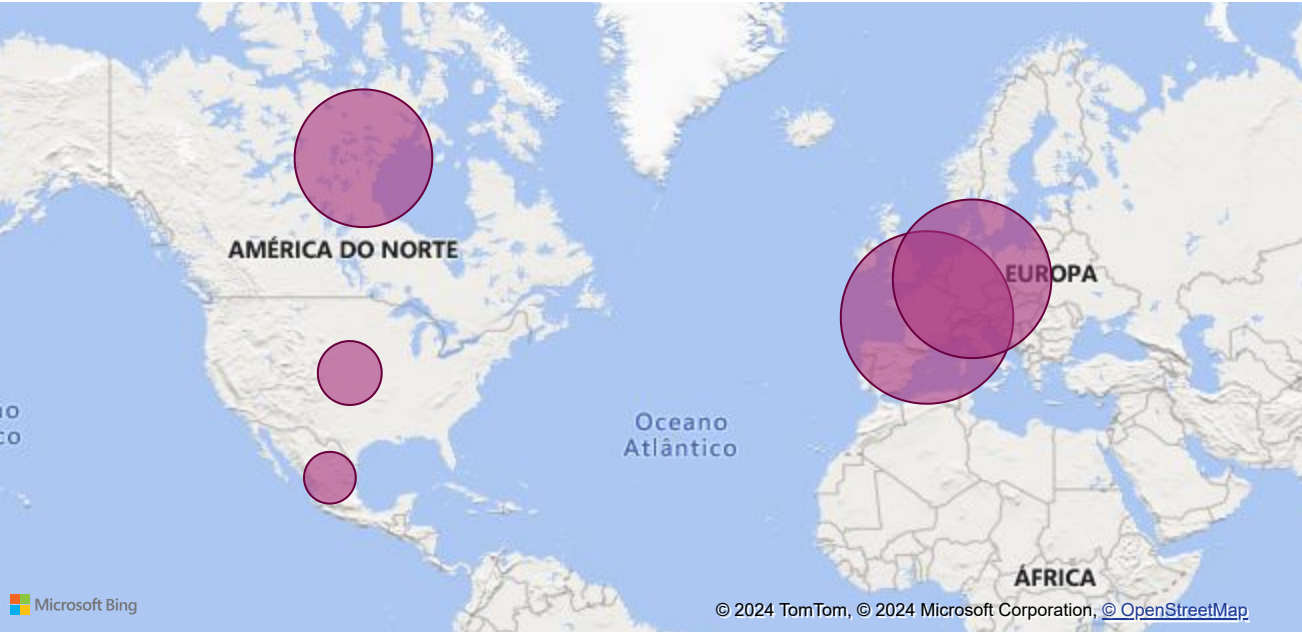 AMÉRICA DO NORTE
EUROPA
Oceano
Atlântico
ÁFRICA
Microsoft Bing
© 2024 TomTom, © 2024 Microsoft Corporation, © OpenStreetMap